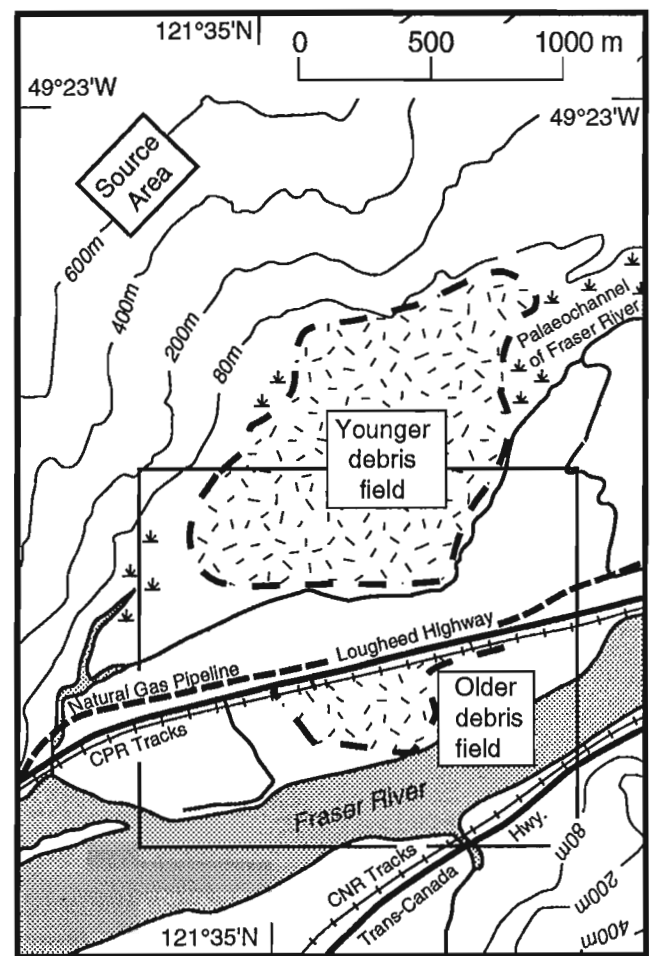 121°35'N
0 500 1000 m
49°23'W
49°23'W
Source
Area
600m
400m
200m
80m
Palaeochannel
of Fraser River
Younger
debris
field
Lougheed Highway
Natural Gas Pipeline
CPR Tracks
Older
debris
field
Fraser River
CNR Tracks
Trans-Canada Hwy.
80m
200m
400m
121°35'N